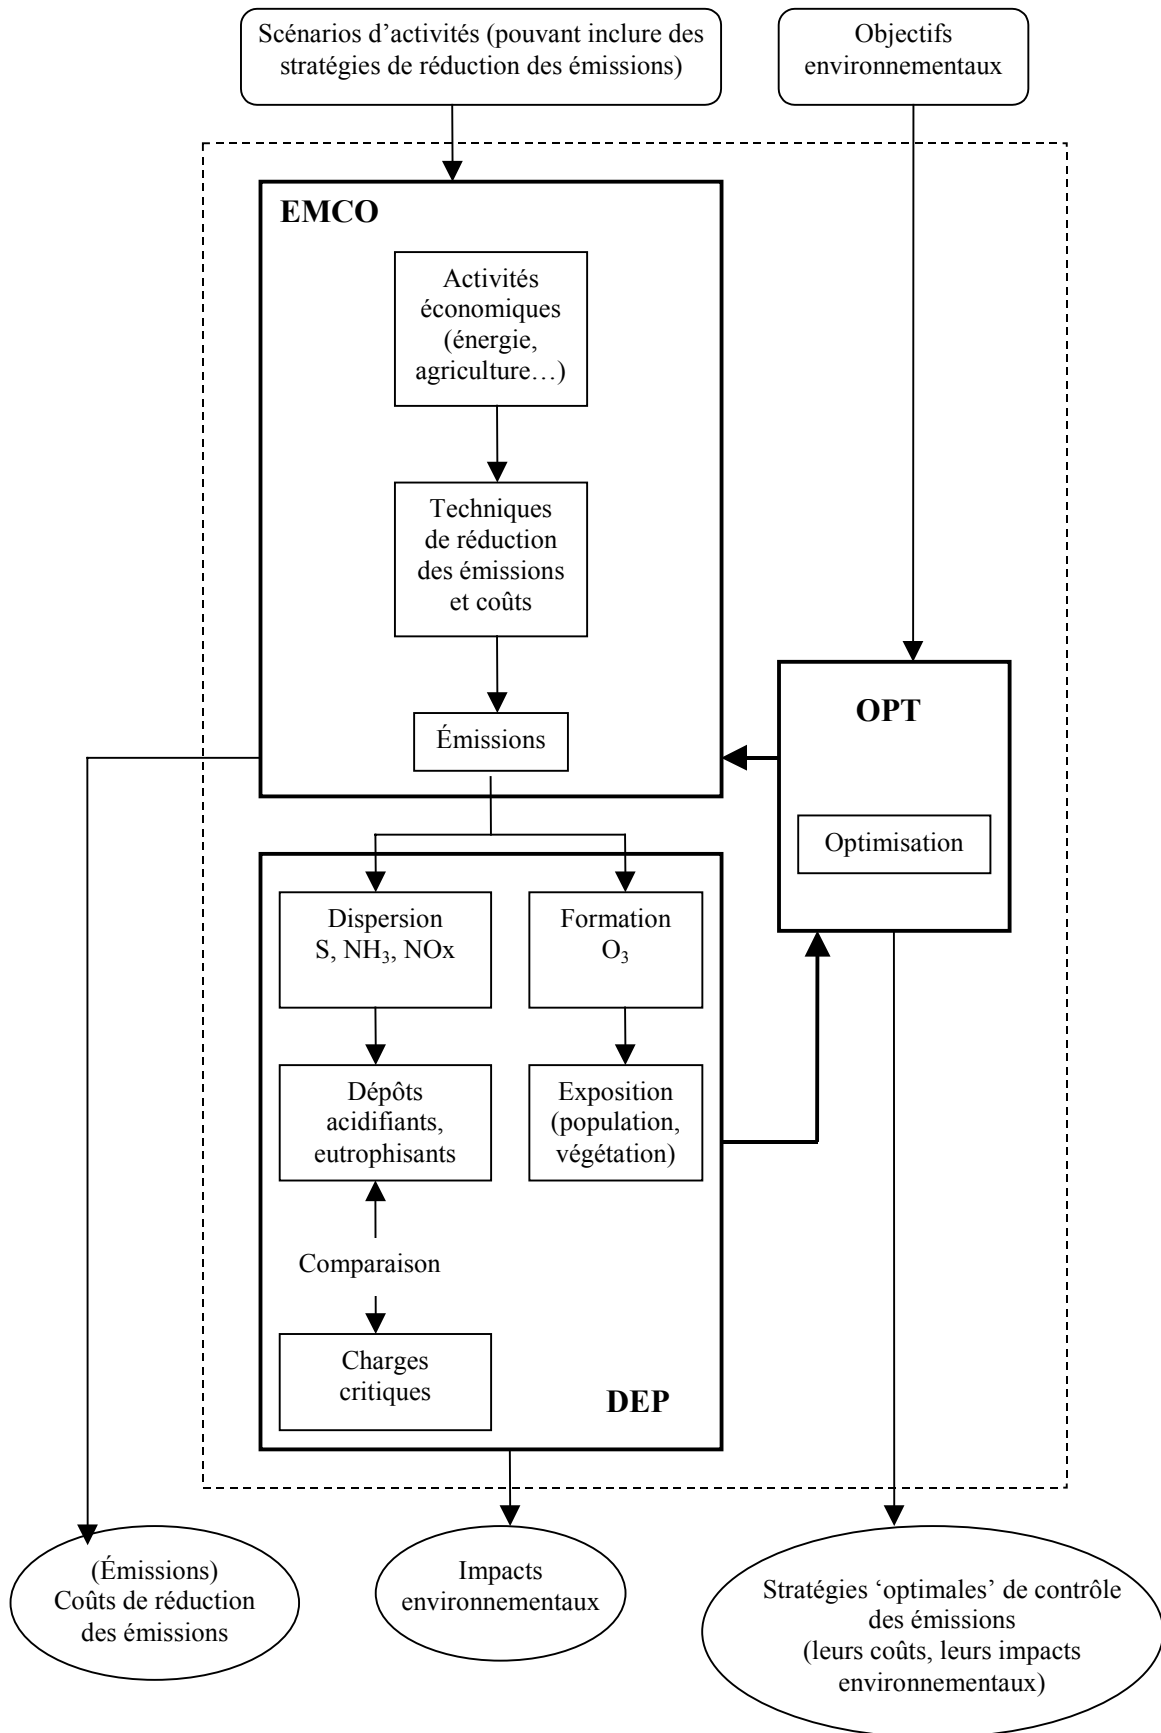 Scénarios d’activités (pouvant inclure des
stratégies de réduction des émissions)
Objectifs
environnementaux
EMCO
Activités
économiques
(énergie,
agriculture…)
Techniques
de réduction
des émissions
et coûts
Émissions
OPT
Optimisation
Dispersion
S, NH₃, NOx
Formation
O₃
Dépôts
acidifiants,
eutrophisants
Exposition
(population,
végétation)
Comparaison
Charges
critiques
DEP
(Émissions)
Coûts de réduction
des émissions
Impacts
environnementaux
Stratégies ‘optimales’ de contrôle
des émissions
(leurs coûts, leurs impacts
environnementaux)